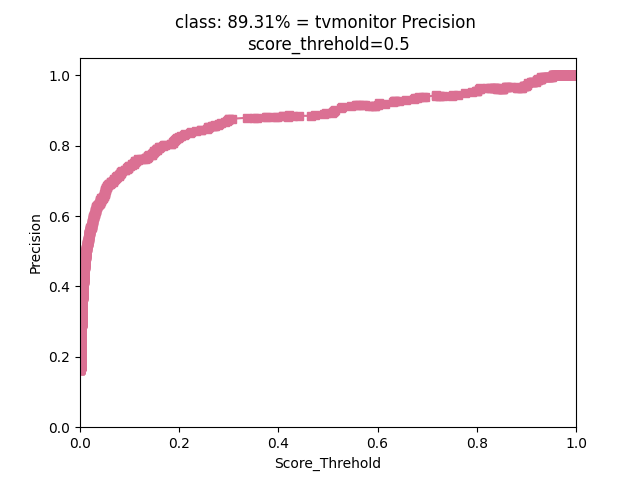 class: 89.31% = tvmonitor Precision
score_threhold=0.5
1.0
0.8
0.6
0.4
0.2
0.0
Precision
0.0 0.2 0.4 0.6 0.8 1.0
Score_Threhold